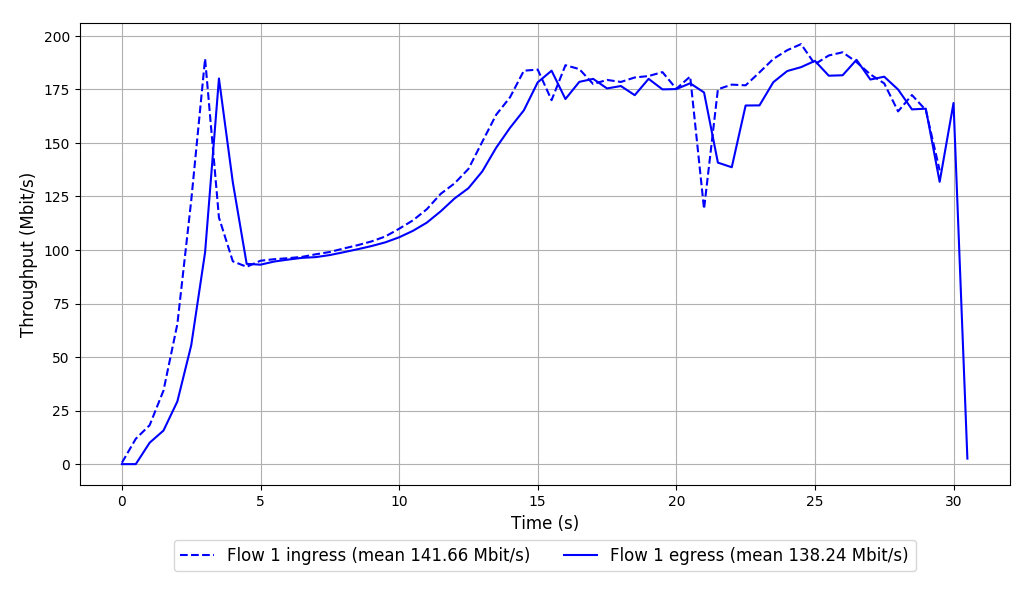 200
175
150
125
100
75
50
25
0
Throughput (Mbit/s)
0 5 10 15 20 25 30
Time (s)
Flow 1 ingress (mean 141.66 Mbit/s) Flow 1 egress (mean 138.24 Mbit/s)